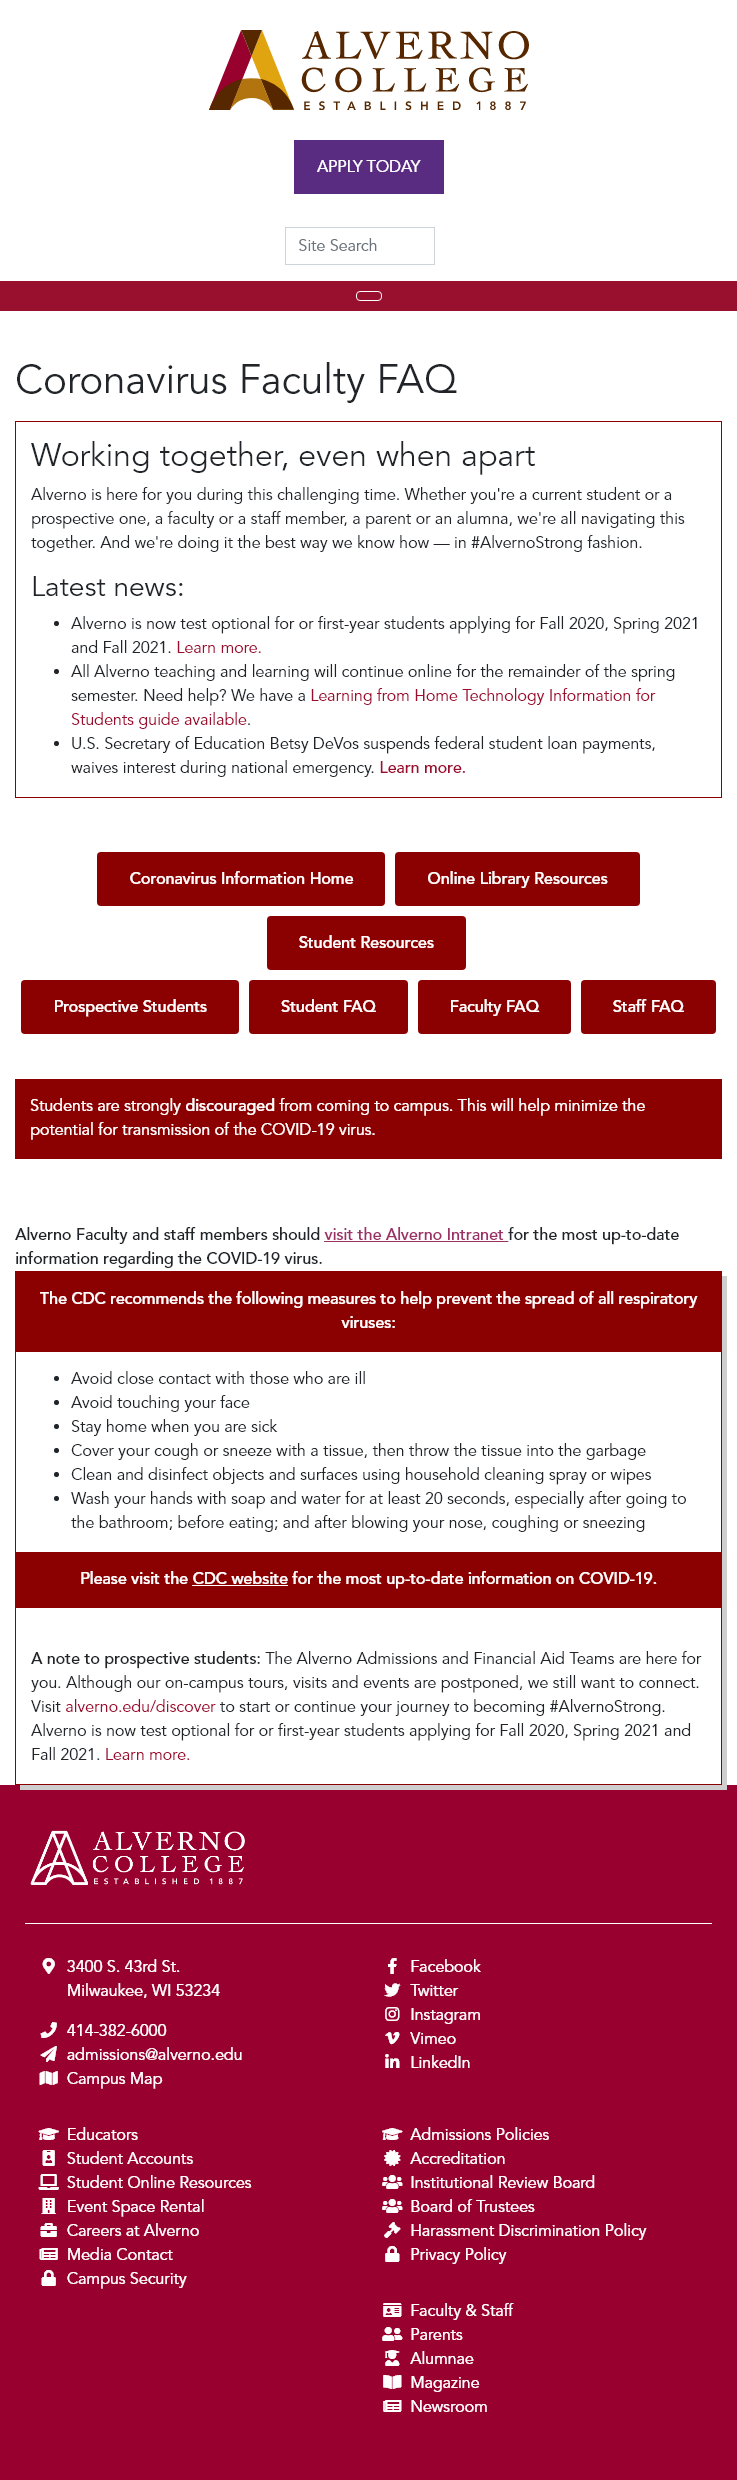 ALVERNO
COLLEGE
ESTABLISHED 1887
APPLY TODAY
Site Search
Coronavirus Faculty FAQ
Working together, even when apart
Alverno is here for you during this challenging time. Whether you're a current student or a
prospective one, a faculty or a staff member, a parent or an alumna, we're all navigating this
together. And we're doing it the best way we know how — in #AlvernoStrong fashion.
Latest news:
• Alverno is now test optional for or first-year students applying for Fall 2020, Spring 2021
and Fall 2021. Learn more.
• All Alverno teaching and learning will continue online for the remainder of the spring
semester. Need help? We have a Learning from Home Technology Information for
Students guide available.
• U.S. Secretary of Education Betsy DeVos suspends federal student loan payments,
waives interest during national emergency. Learn more.
Coronavirus Information Home Online Library Resources
Student Resources
Prospective Students Student FAQ Faculty FAQ Staff FAQ
Students are strongly discouraged from coming to campus. This will help minimize the
potential for transmission of the COVID-19 virus.
Alverno Faculty and staff members should visit the Alverno Intranet for the most up-to-date
information regarding the COVID-19 virus.
The CDC recommends the following measures to help prevent the spread of all respiratory
viruses:
• Avoid close contact with those who are ill
• Avoid touching your face
• Stay home when you are sick
• Cover your cough or sneeze with a tissue, then throw the tissue into the garbage
• Clean and disinfect objects and surfaces using household cleaning spray or wipes
• Wash your hands with soap and water for at least 20 seconds, especially after going to
the bathroom; before eating; and after blowing your nose, coughing or sneezing
Please visit the CDC website for the most up-to-date information on COVID-19.
A note to prospective students: The Alverno Admissions and Financial Aid Teams are here for
you. Although our on-campus tours, visits and events are postponed, we still want to connect.
Visit alverno.edu/discover to start or continue your journey to becoming #AlvernoStrong.
Alverno is now test optional for or first-year students applying for Fall 2020, Spring 2021 and
Fall 2021. Learn more.
ALVERNO
COLLEGE
ESTABLISHED 1887
3400 S. 43rd St.
Milwaukee, WI 53234
414-382-6000
admissions@alverno.edu
Campus Map
Facebook
Twitter
Instagram
Vimeo
LinkedIn
Educators
Student Accounts
Student Online Resources
Event Space Rental
Careers at Alverno
Media Contact
Campus Security
Admissions Policies
Accreditation
Institutional Review Board
Board of Trustees
Harassment Discrimination Policy
Privacy Policy
Faculty & Staff
Parents
Alumnae
Magazine
Newsroom